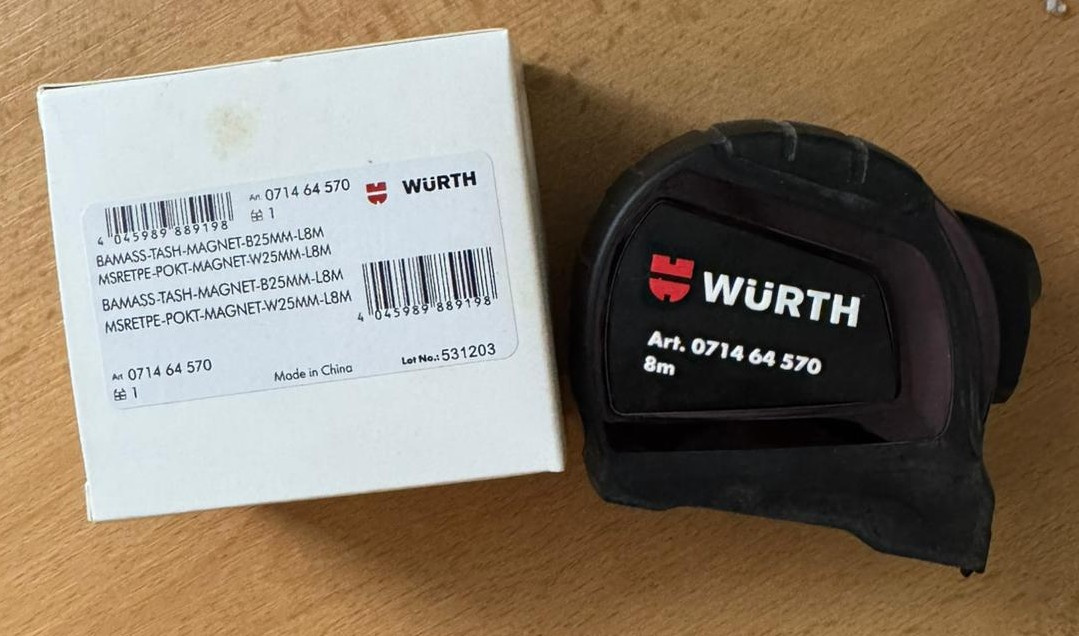 Art. 0714 64 570
1
WÜRTH
4 045989 889198
BAMASS-TASH-MAGNET-B25MM-L8M
MSRETPE-POKT-MAGNET-W25MM-L8M
BAMASS-TASH-MAGNET-B25MM-L8M
MSRETPE-POKT-MAGNET-W25MM-L8M
4 045989 889198
Art. 0714 64 570
1
Made in China
Lot No.: 531203
WÜRTH
Art. 0714 64 570
8m